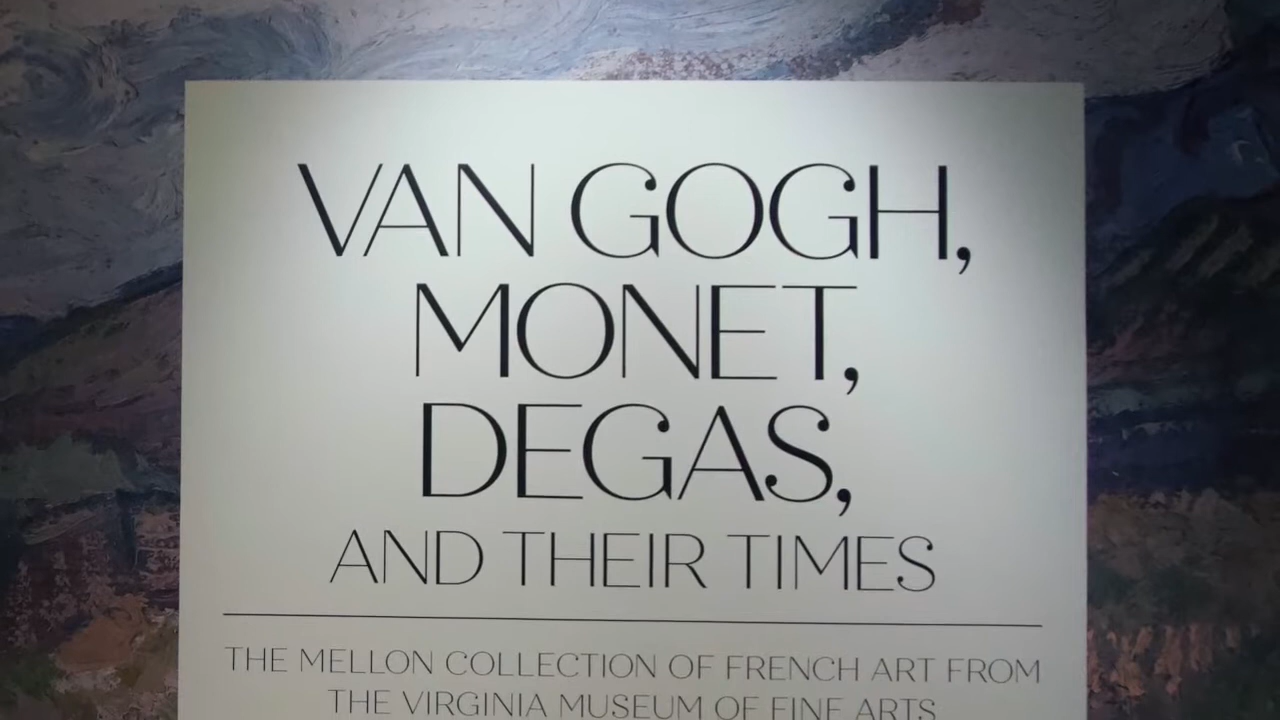 VAN GOGH,
MONET,
DEGAS,
AND THEIR TIMES
THE MELLON COLLECTION OF FRENCH ART FROM
THE VIRGINIA MUSEUM OF FINE ARTS